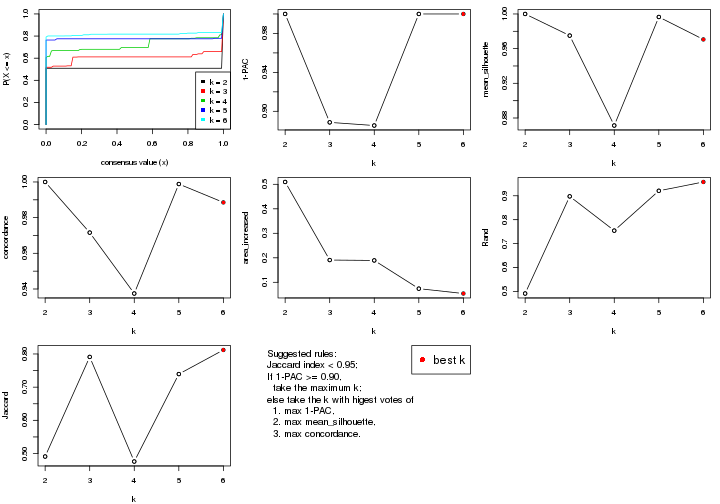 P(X <= x)
0.0 0.2 0.4 0.6 0.8 1.0
0.0 0.2 0.4 0.6 0.8 1.0
consensus value (x)
k = 2
k = 3
k = 4
k = 5
k = 6
1-PAC
0.90 0.94 0.98
2 3 4 5 6
k
mean_silhouette
0.88 0.92 0.96 1.00
2 3 4 5 6
k
concordance
0.94 0.96 0.98 1.00
2 3 4 5 6
k
area_increased
0.1 0.2 0.3 0.4 0.5
2 3 4 5 6
k
Rand
0.5 0.6 0.7 0.8 0.9
2 3 4 5 6
k
Jaccard
0.50 0.60 0.70 0.80
2 3 4 5 6
k
Suggested rules:
Jaccard index < 0.95;
If 1-PAC >= 0.90,
take the maximum k;
else take the k with higest votes of
1. max 1-PAC,
2. max mean_silhouette,
3. max concordance.
best k